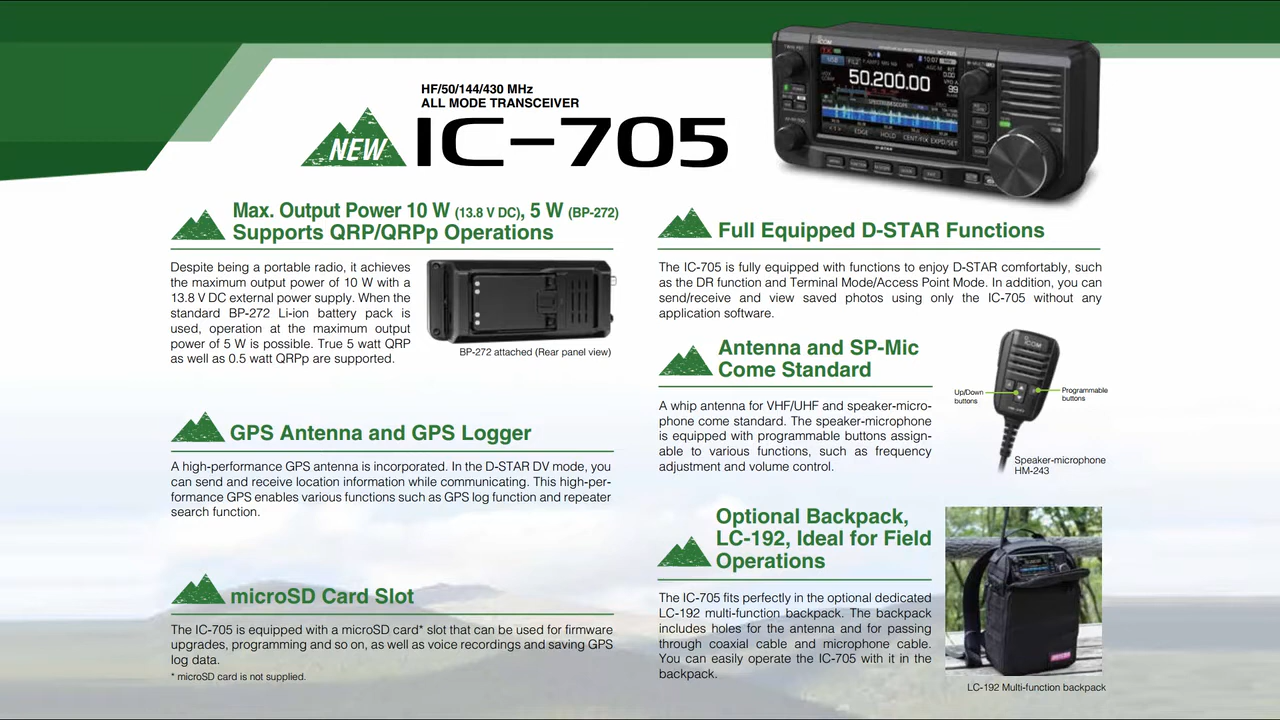 HF/50/144/430 MHz
ALL MODE TRANSCEIVER
NEW
IC-705
ICOM
IC-705
10:07
50.200.00
EDGE HOLD CENT/FIX EXPD/SET
D-STAR
Max. Output Power 10 W (13.8 V DC), 5 W (BP-272)
Supports QRP/QRPp Operations
Despite being a portable radio, it achieves
the maximum output power of 10 W with a
13.8 V DC external power supply. When the
standard BP-272 Li-ion battery pack is
used, operation at the maximum output
power of 5 W is possible. True 5 watt QRP
as well as 0.5 watt QRPp are supported.
BP-272 attached (Rear panel view)
GPS Antenna and GPS Logger
A high-performance GPS antenna is incorporated. In the D-STAR DV mode, you
can send and receive location information while communicating. This high-per-
formance GPS enables various functions such as GPS log function and repeater
search function.
microSD Card Slot
The IC-705 is equipped with a microSD card* slot that can be used for firmware
upgrades, programming and so on, as well as voice recordings and saving GPS
log data.
* microSD card is not supplied.
Full Equipped D-STAR Functions
The IC-705 is fully equipped with functions to enjoy D-STAR comfortably, such
as the DR function and Terminal Mode/Access Point Mode. In addition, you can
send/receive and view saved photos using only the IC-705 without any
application software.
Antenna and SP-Mic
Come Standard
A whip antenna for VHF/UHF and speaker-micro-
phone come standard. The speaker-microphone
is equipped with programmable buttons assign-
able to various functions, such as frequency
adjustment and volume control.
ICOM
Up/Down
buttons
Programmable
buttons
Speaker-microphone
HM-243
Optional Backpack,
LC-192, Ideal for Field
Operations
The IC-705 fits perfectly in the optional dedicated
LC-192 multi-function backpack. The backpack
includes holes for the antenna and for passing
through coaxial cable and microphone cable.
You can easily operate the IC-705 with it in the
backpack.
LC-192 Multi-function backpack